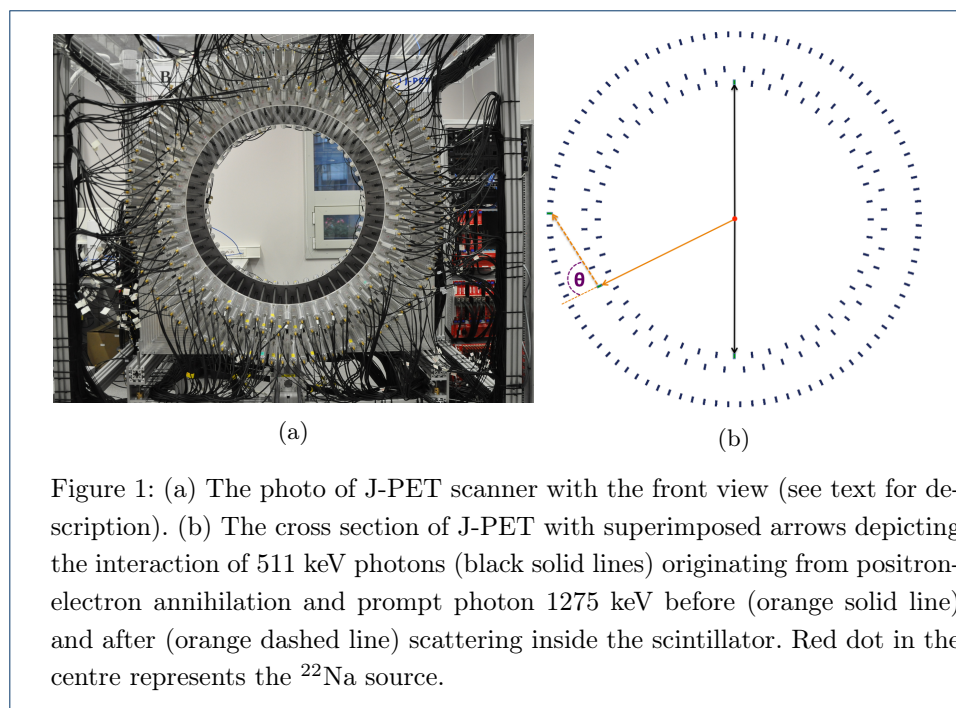 B
J-PET
θ
(a)
(b)
Figure 1: (a) The photo of J-PET scanner with the front view (see text for de-
scription). (b) The cross section of J-PET with superimposed arrows depicting
the interaction of 511 keV photons (black solid lines) originating from positron-
electron annihilation and prompt photon 1275 keV before (orange solid line)
and after (orange dashed line) scattering inside the scintillator. Red dot in the
centre represents the ²²Na source.